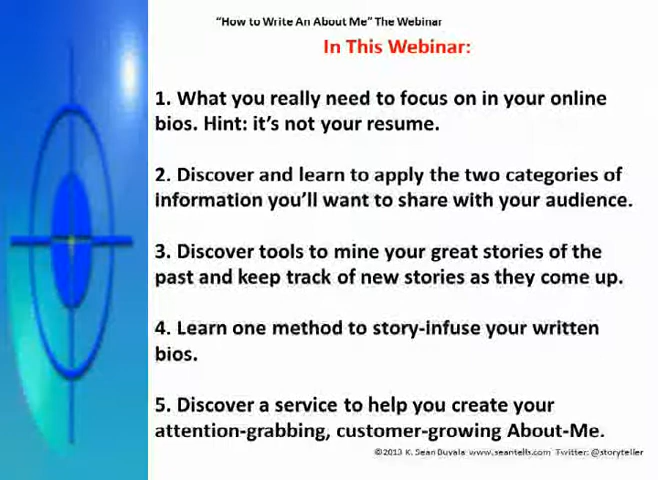 “How to Write An About Me” The Webinar
In This Webinar:
1. What you really need to focus on in your online
bios. Hint: it’s not your resume.
2. Discover and learn to apply the two categories of
information you’ll want to share with your audience.
3. Discover tools to mine your great stories of the
past and keep track of new stories as they come up.
4. Learn one method to story-infuse your written
bios.
5. Discover a service to help you create your
attention-grabbing, customer-growing About-Me.
©2013 K. Sean Buvala www.seantells.com Twitter: @storyteller